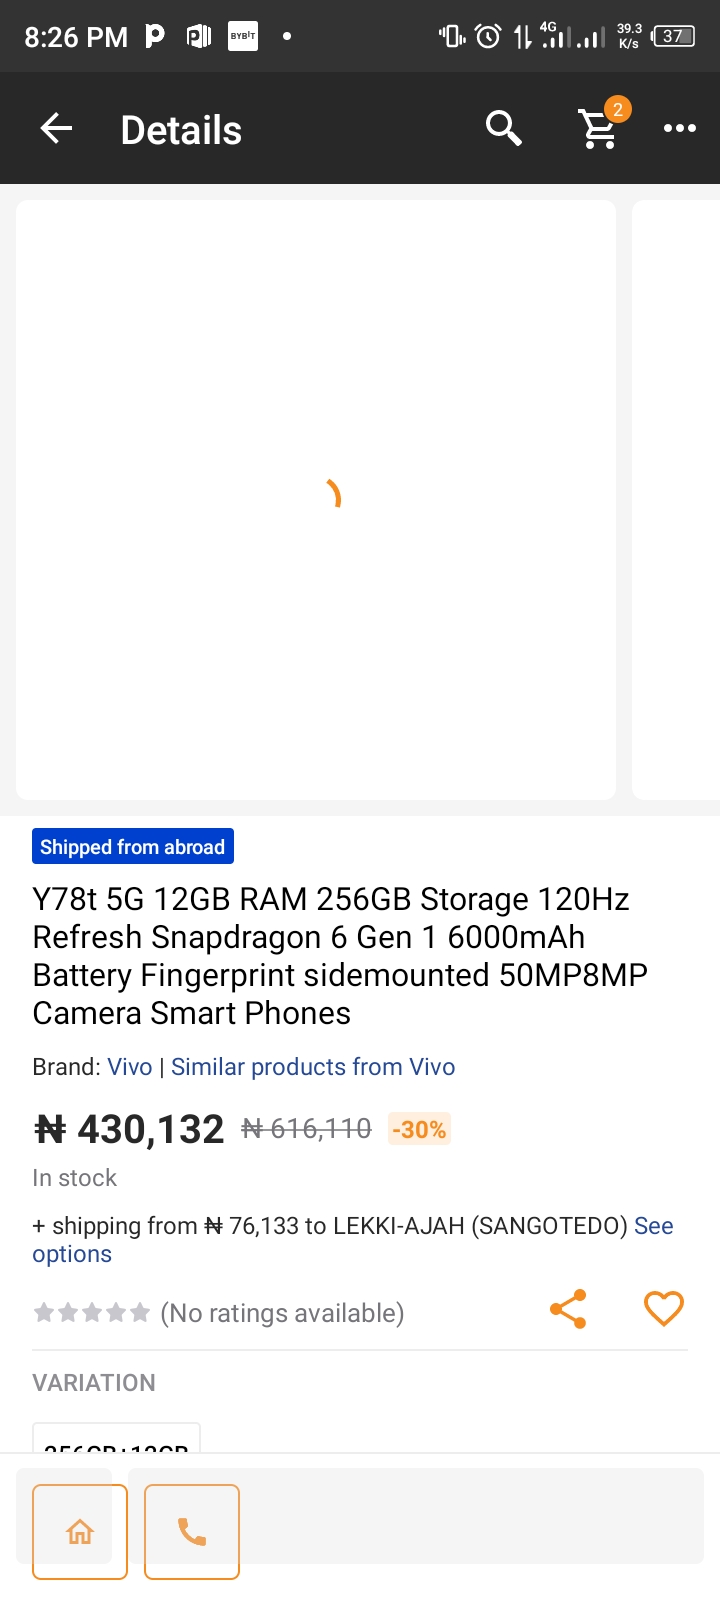 8:26 PM
BYBIT
4G
39.3
K/s
37
Details
2
Shipped from abroad
Y78t 5G 12GB RAM 256GB Storage 120Hz
Refresh Snapdragon 6 Gen 1 6000mAh
Battery Fingerprint sidemounted 50MP8MP
Camera Smart Phones
Brand: Vivo | Similar products from Vivo
₦ 430,132 ₦ 616,110 -30%
In stock
+ shipping from ₦ 76,133 to LEKKI-AJAH (SANGOTEDO) See
options
(No ratings available)
VARIATION
256GB+12GB